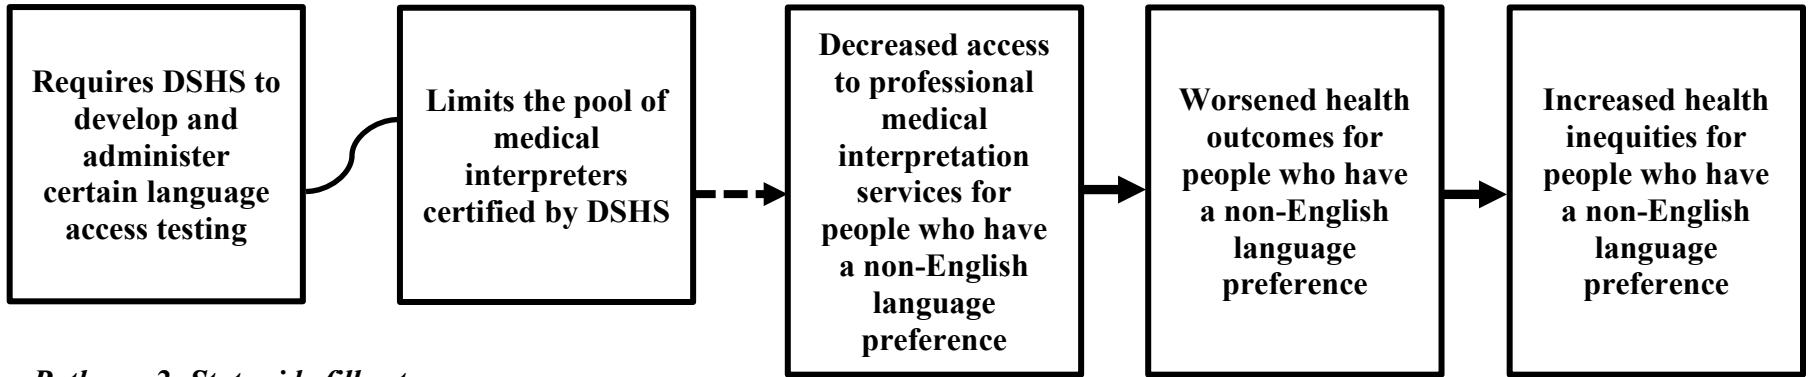 Requires DSHS to
develop and
administer
certain language
access testing
Limits the pool of
medical
interpreters
certified by DSHS
Decreased access
to professional
medical
interpretation
services for
people who have
a non-English
language
preference
Worsened health
outcomes for
people who have
a non-English
language
preference
Increased health
inequities for
people who have
a non-English
language
preference